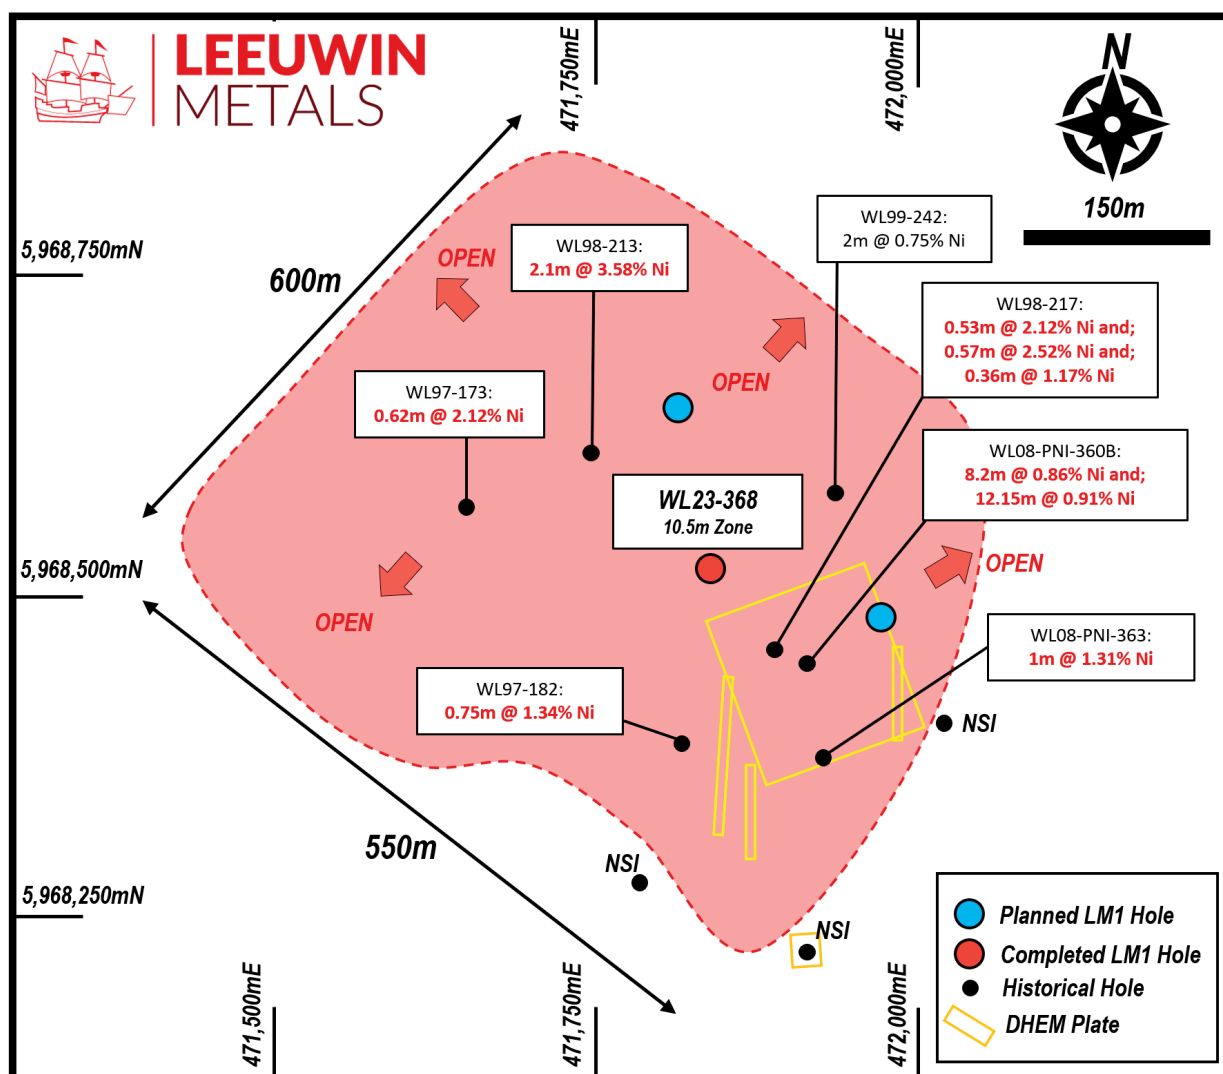 LEEUWIN
METALS
471,750mE
472,000mE
N
150m
5,968,750mN
600m
OPEN
WL98-213:
2.1m @ 3.58% Ni
WL99-242:
2m @ 0.75% Ni
WL98-217:
0.53m @ 2.12% Ni and;
0.57m @ 2.52% Ni and;
0.36m @ 1.17% Ni
OPEN
WL97-173:
0.62m @ 2.12% Ni
WL08-PNI-360B:
8.2m @ 0.86% Ni and;
12.15m @ 0.91% Ni
WL23-368
10.5m Zone
5,968,500mN
OPEN
OPEN
WL08-PNI-363:
1m @ 1.31% Ni
WL97-182:
0.75m @ 1.34% Ni
NSI
550m
NSI
5,968,250mN
NSI
471,500mE
471,750mE
472,000mE
Planned LM1 Hole
Completed LM1 Hole
Historical Hole
DHEM Plate